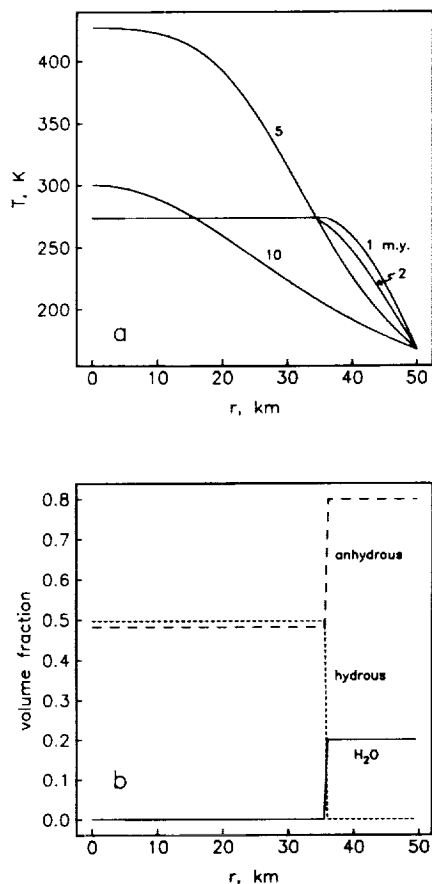 400
350
300
250
200
T, K
5
10
1 m.y.
2
a
0 10 20 30 40 50
r, km
0.8
0.7
0.6
0.5
0.4
0.3
0.2
0.1
0.0
volume fraction
anhydrous
hydrous
H₂O
b
0 10 20 30 40 50
r, km